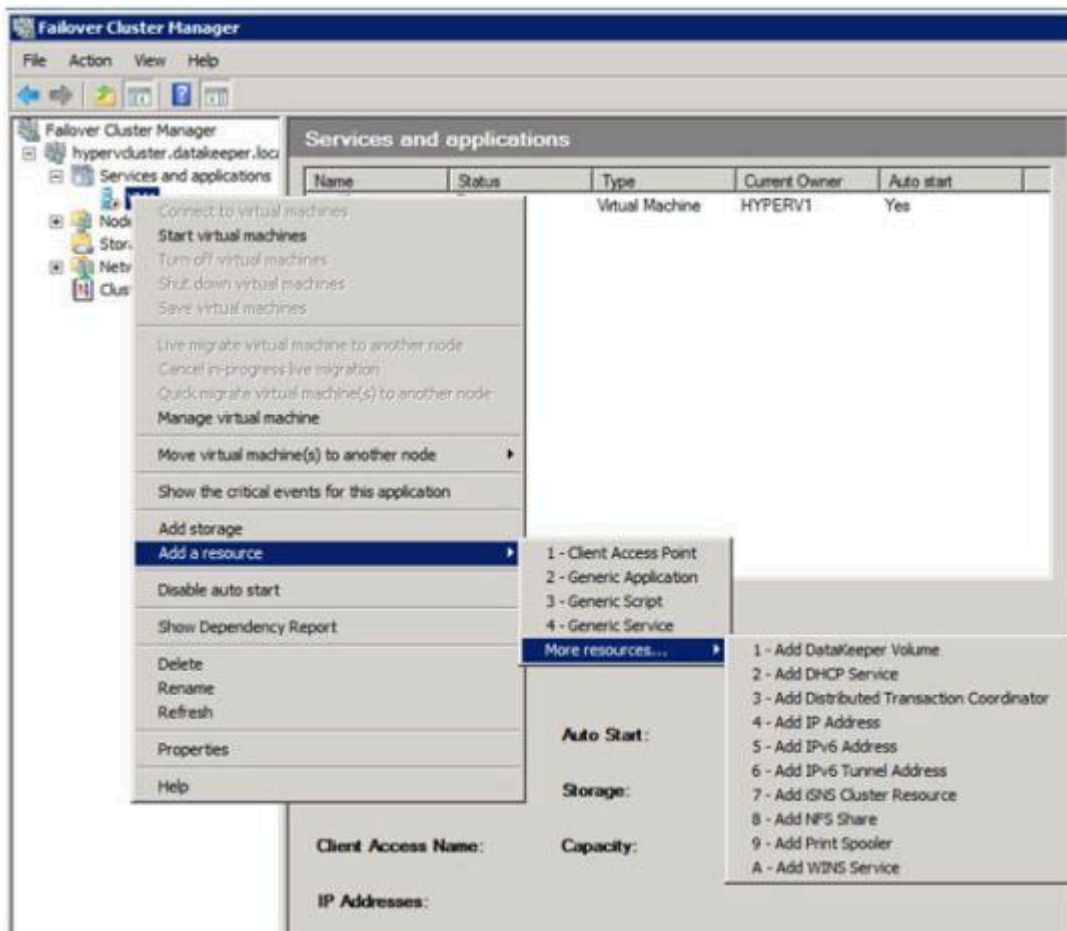 Failover Cluster Manager
File Action View Help
Failover Cluster Manager
hypervcluster.datakeeper.loca
Services and applications
Node
Stora
Netw
Clus
Services and applications
Name Status Type Current Owner Auto start
Virtual Machine HYPERV1 Yes
Connect to virtual machines
Start virtual machines
Turn off virtual machines
Shut down virtual machines
Save virtual machines
Live migrate virtual machine to another node
Cancel in-progress live migration
Quick migrate virtual machine(s) to another node
Manage virtual machine
Move virtual machine(s) to another node
Show the critical events for this application
Add storage
Add a resource
Disable auto start
Show Dependency Report
Delete
Rename
Refresh
Properties
Help
1 - Client Access Point
2 - Generic Application
3 - Generic Script
4 - Generic Service
More resources...
1 - Add DataKeeper Volume
2 - Add DHCP Service
3 - Add Distributed Transaction Coordinator
4 - Add IP Address
5 - Add IPv6 Address
6 - Add IPv6 Tunnel Address
7 - Add iSNS Cluster Resource
8 - Add NFS Share
9 - Add Print Spooler
A - Add WINS Service
Auto Start:
Storage:
Client Access Name: Capacity:
IP Addresses: